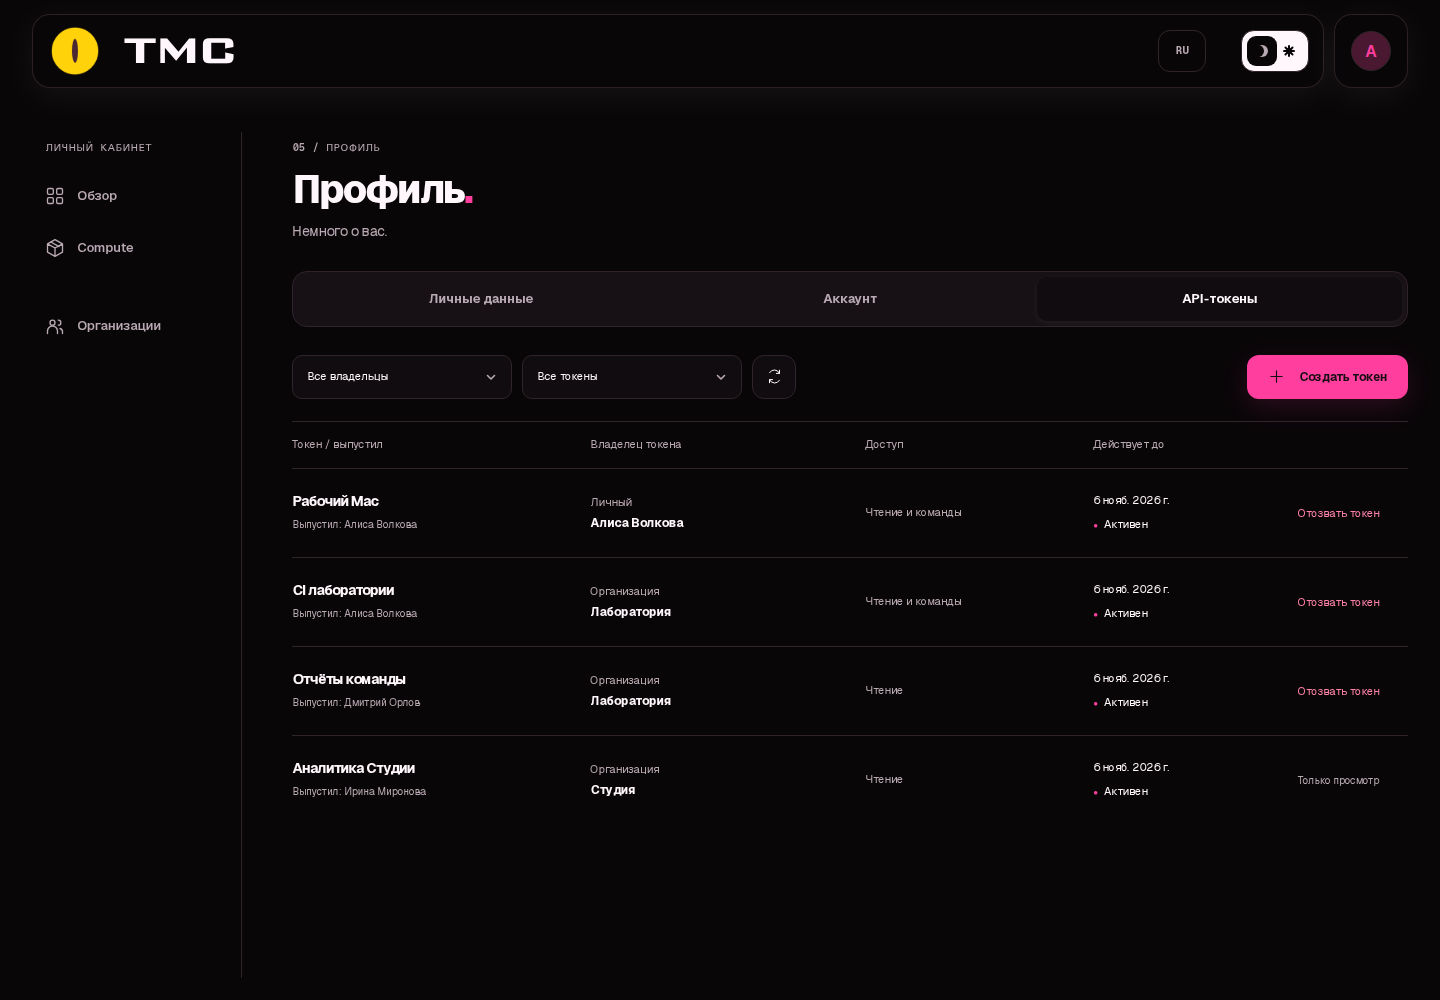 TMC
RU
A
ЛИЧНЫЙ КАБИНЕТ
Обзор
Compute
Организации
05 / ПРОФИЛЬ
Профиль.
Немного о вас.
Личные данные
Аккаунт
API-токены
Все владельцы
Все токены
Создать токен
Токен / выпустил
Владелец токена
Доступ
Действует до
Рабочий Mac
Выпустил: Алиса Волкова
Личный
Алиса Волкова
Чтение и команды
6 нояб. 2026 г.
Активен
Отозвать токен
CI лаборатории
Выпустил: Алиса Волкова
Организация
Лаборатория
Чтение и команды
6 нояб. 2026 г.
Активен
Отозвать токен
Отчёты команды
Выпустил: Дмитрий Орлов
Организация
Лаборатория
Чтение
6 нояб. 2026 г.
Активен
Отозвать токен
Аналитика Студии
Выпустил: Ирина Миронова
Организация
Студия
Чтение
6 нояб. 2026 г.
Активен
Только просмотр